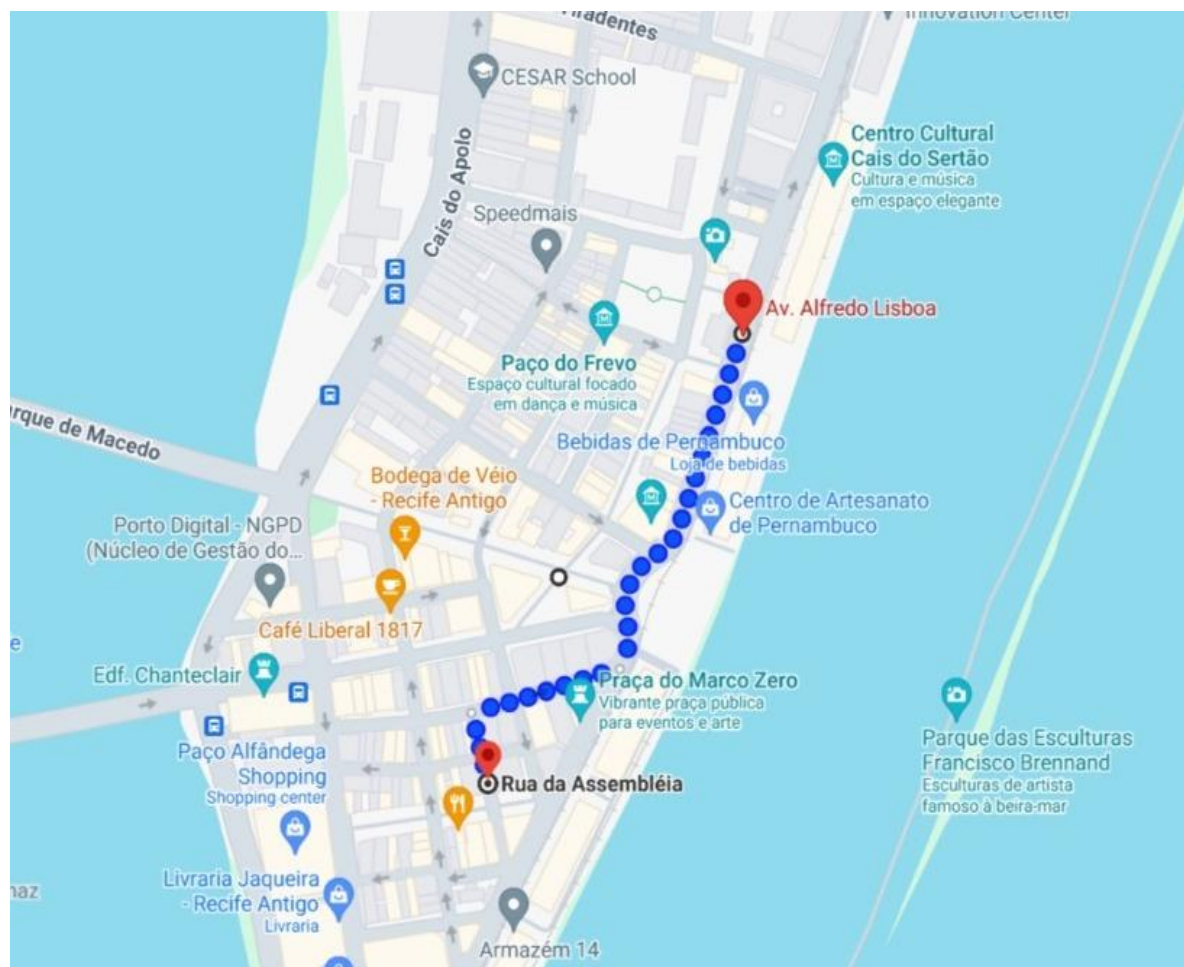 Innovation Center
CESAR School
Cais do Apolo
Centro Cultural
Cais do Sertão
Cultura e música
em espaço elegante
Speedmais
Av. Alfredo Lisboa
Paço do Frevo
Espaço cultural focado
em dança e música
Bebidas de Pernambuco
Loja de bebidas
arque de Macedo
Bodega de Véio
- Recife Antigo
Centro de Artesanato
de Pernambuco
Porto Digital - NGPD
(Núcleo de Gestão do...
Café Liberal 1817
e
Edf. Chanteclair
Praça do Marco Zero
Vibrante praça pública
para eventos e arte
Paço Alfândega
Shopping
Shopping center
Parque das Esculturas
Francisco Brennand
Esculturas de artista
famoso à beira-mar
Rua da Assembléia
Livraria Jaqueira
- Recife Antigo
Livraria
naz
Armazém 14